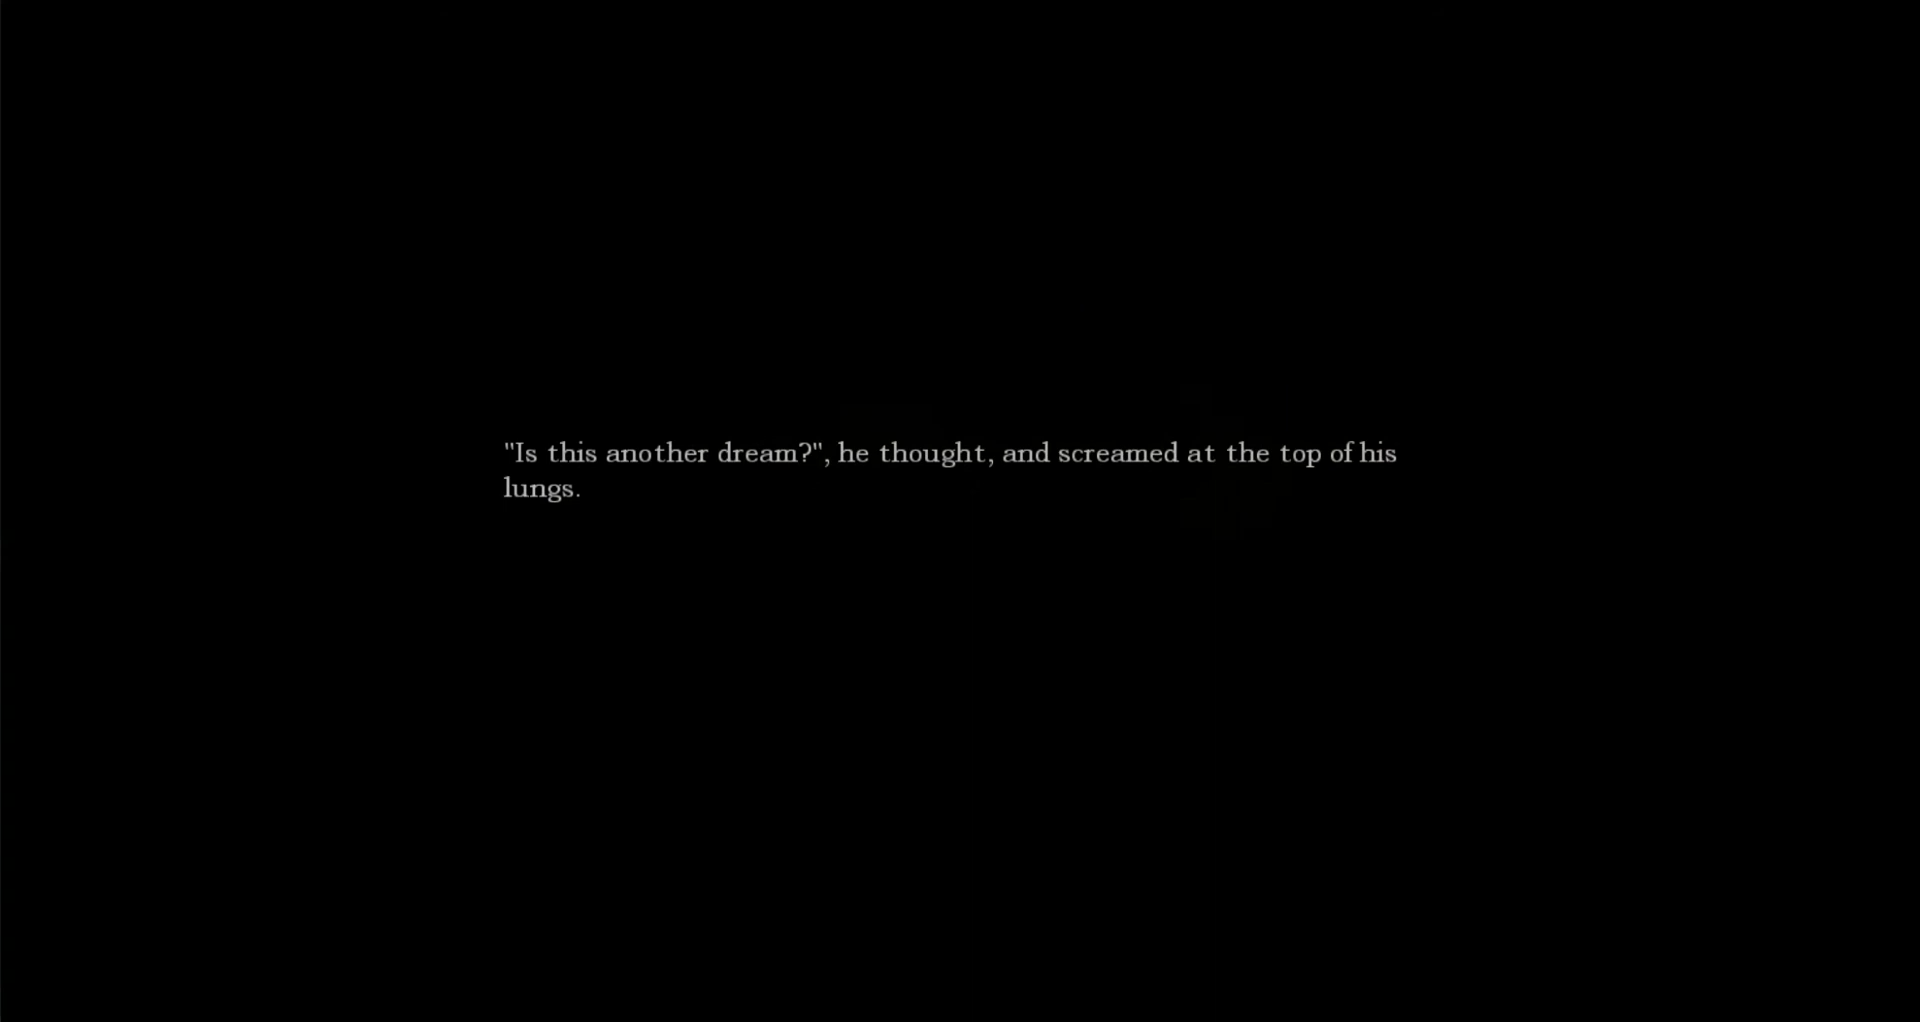 "Is this another dream?", he thought, and screamed at the top of his
lungs.